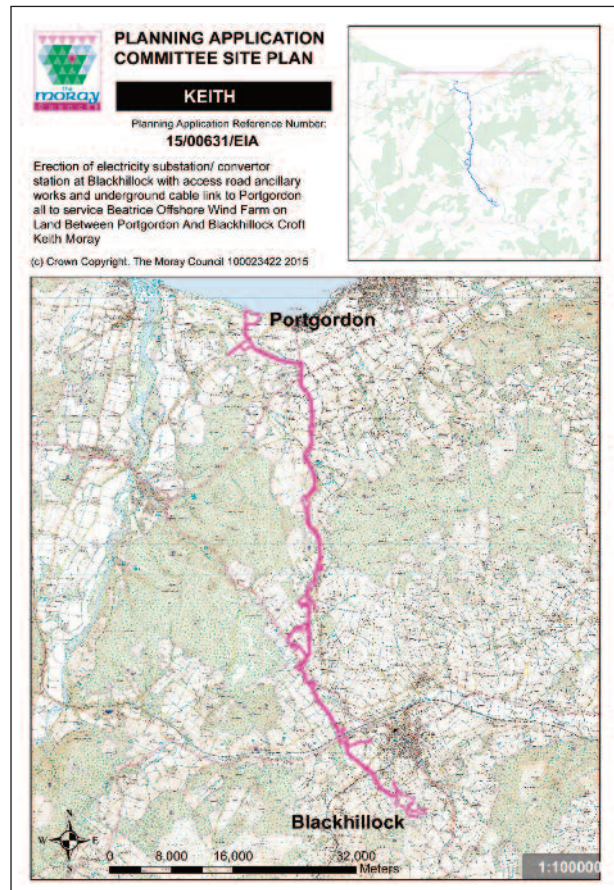 The
moray
COUNCIL
PLANNING APPLICATION
COMMITTEE SITE PLAN
KEITH
Planning Application Reference Number:
15/00631/EIA
Erection of electricity substation/ convertor
station at Blackhillock with access road ancillary
works and underground cable link to Portgordon
all to service Beatrice Offshore Wind Farm on
Land Between Portgordon And Blackhillock Croft
Keith Moray
(c) Crown Copyright. The Moray Council 100023422 2015
Portgordon
Blackhillock
N
W E
S
0 8,000 16,000 32,000
Meters
1:100000